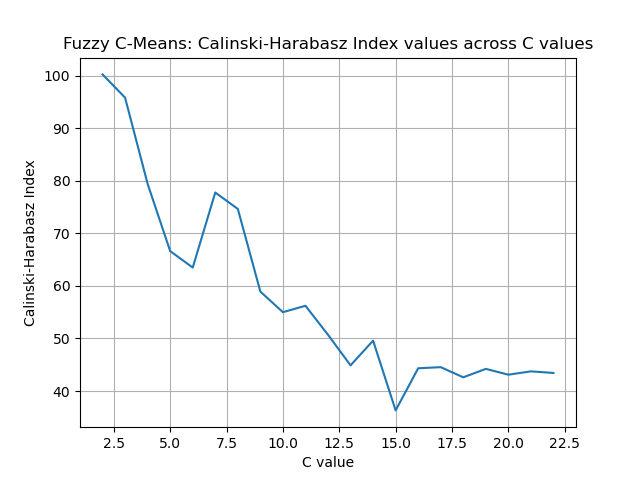 Fuzzy C-Means: Calinski-Harabasz Index values across C values
100
90
80
70
60
50
40
Calinski-Harabasz Index
2.5 5.0 7.5 10.0 12.5 15.0 17.5 20.0 22.5
C value